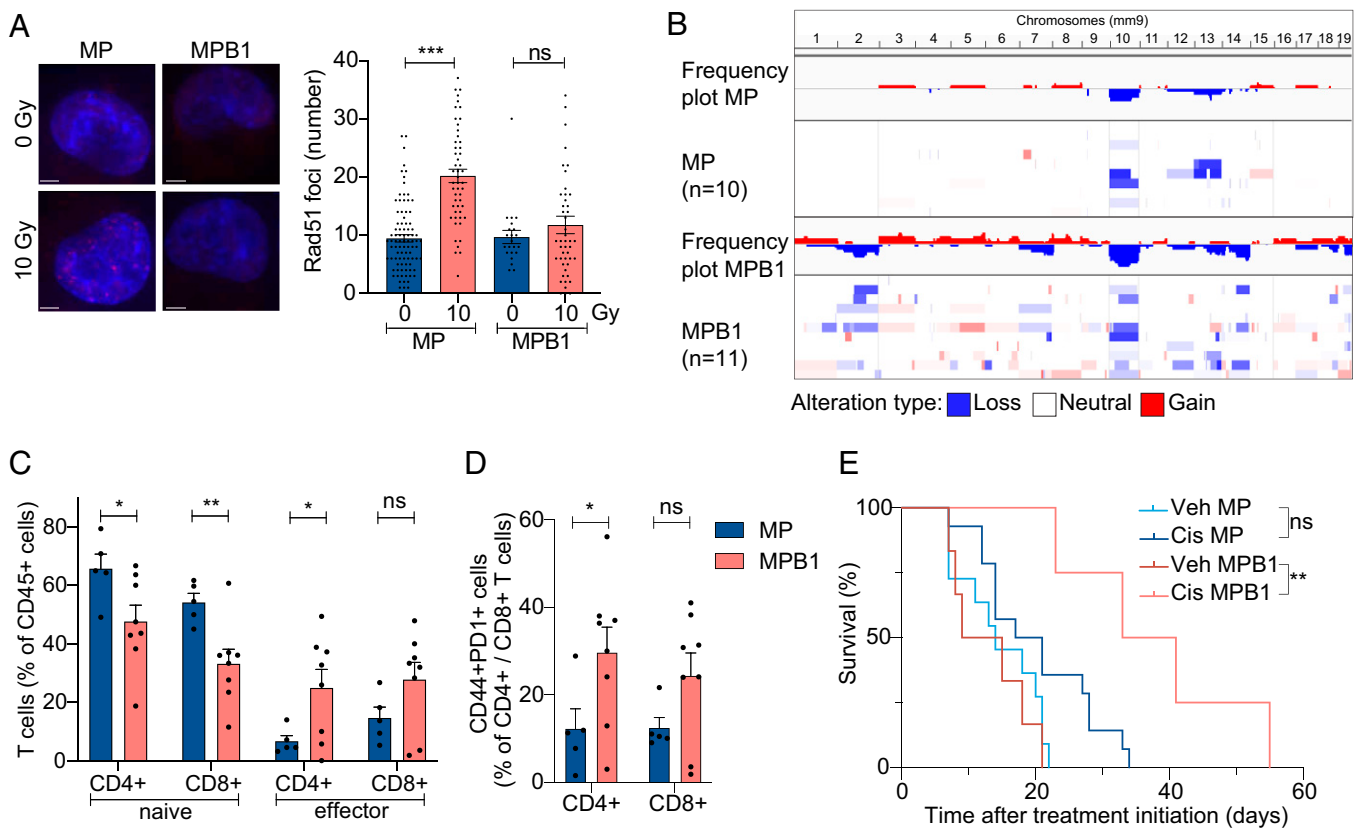 A
MP MPB1
0 Gy
10 Gy
Rad51 foci (number)
40
30
20
10
0
*** ns
0 10 0 10 Gy
MP MPB1
B
Chromosomes (mm9)
1 2 3 4 5 6 7 8 9 10 11 12 13 14 15 16 17 18 19
Frequency
plot MP
MP
(n=10)
Frequency
plot MPB1
MPB1
(n=11)
Alteration type: Loss Neutral Gain
C
T cells (% of CD45+ cells)
80
60
40
20
0
* ** * ns
CD4+ CD8+ CD4+ CD8+
naive effector
D
CD44+PD1+ cells
(% of CD4+ / CD8+ T cells)
60
40
20
0
* ns
CD4+ CD8+
MP
MPB1
E
Survival (%)
100
50
0
Veh MP
Cis MP
ns
Veh MPB1
Cis MPB1
**
0 20 40 60
Time after treatment initiation (days)